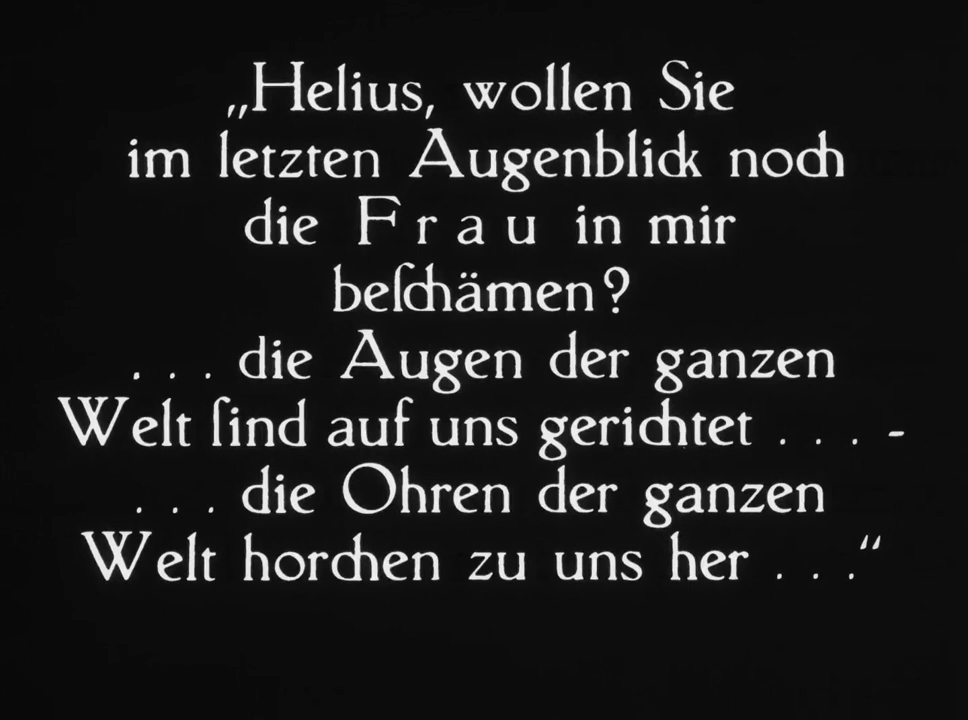 „Helius, wollen Sie
im letzten Augenblick noch
die F r a u in mir
beſchämen?
. . . die Augen der ganzen
Welt ſind auf uns gerichtet . . . -
. . . die Ohren der ganzen
Welt horchen zu uns her . . .“